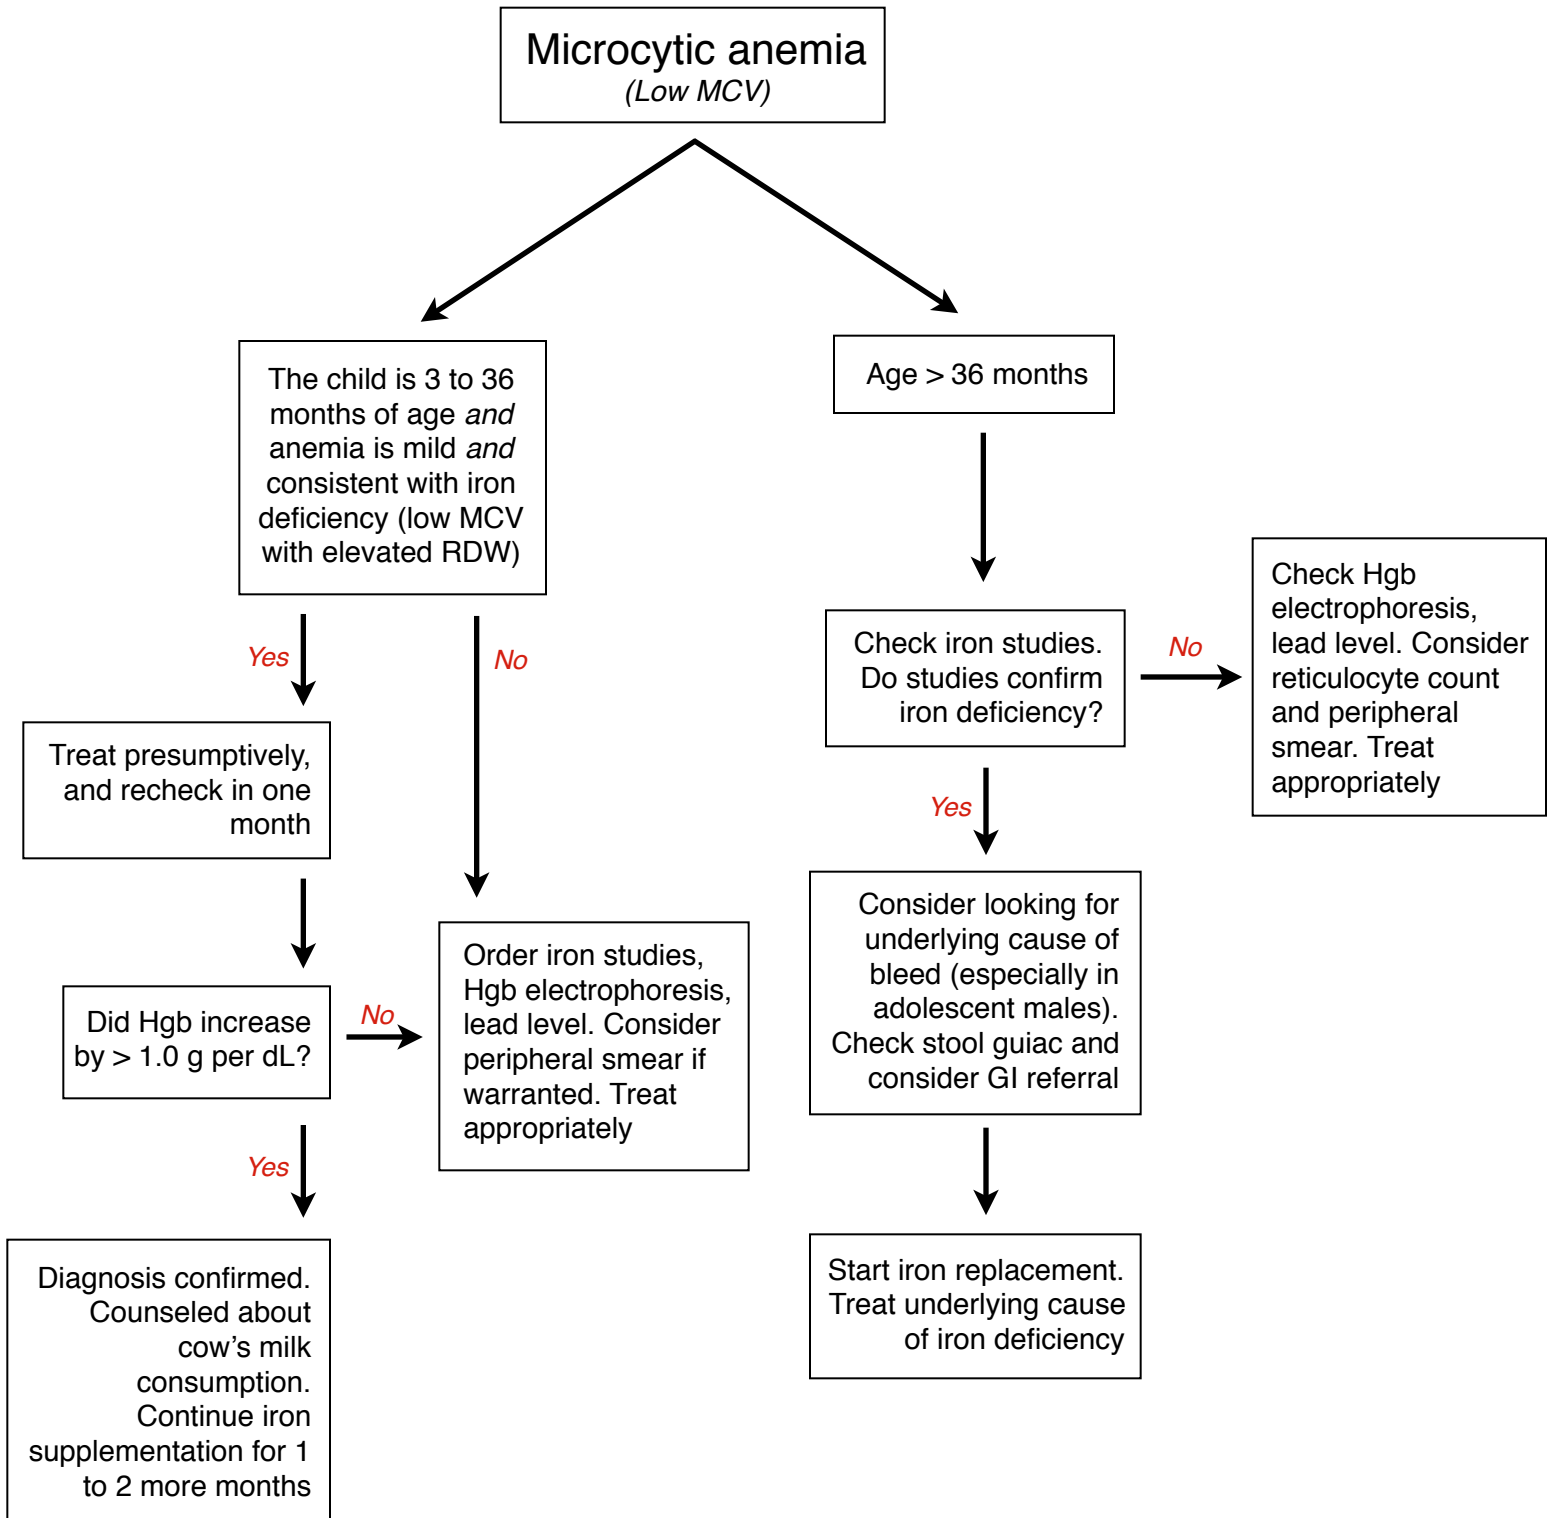 Microcytic anemia
(Low MCV)
The child is 3 to 36
months of age and
anemia is mild and
consistent with iron
deficiency (low MCV
with elevated RDW)
Age > 36 months
Yes
No
Treat presumptively,
and recheck in one
month
Did Hgb increase
by > 1.0 g per dL?
No
Order iron studies,
Hgb electrophoresis,
lead level. Consider
peripheral smear if
warranted. Treat
appropriately
Yes
Diagnosis confirmed.
Counseled about
cow's milk
consumption.
Continue iron
supplementation for 1
to 2 more months
Check iron studies.
Do studies confirm
iron deficiency?
No
Check Hgb
electrophoresis,
lead level. Consider
reticulocyte count
and peripheral
smear. Treat
appropriately
Yes
Consider looking for
underlying cause of
bleed (especially in
adolescent males).
Check stool guiac and
consider GI referral
Start iron replacement.
Treat underlying cause
of iron deficiency